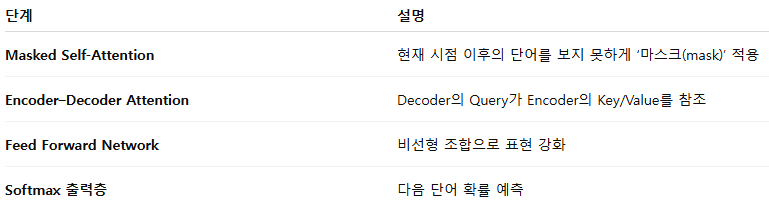 단계 설명
Masked Self-Attention 현재 시점 이후의 단어를 보지 못하게 ‘마스크(mask)’ 적용
Encoder–Decoder Attention Decoder의 Query가 Encoder의 Key/Value를 참조
Feed Forward Network 비선형 조합으로 표현 강화
Softmax 출력층 다음 단어 확률 예측